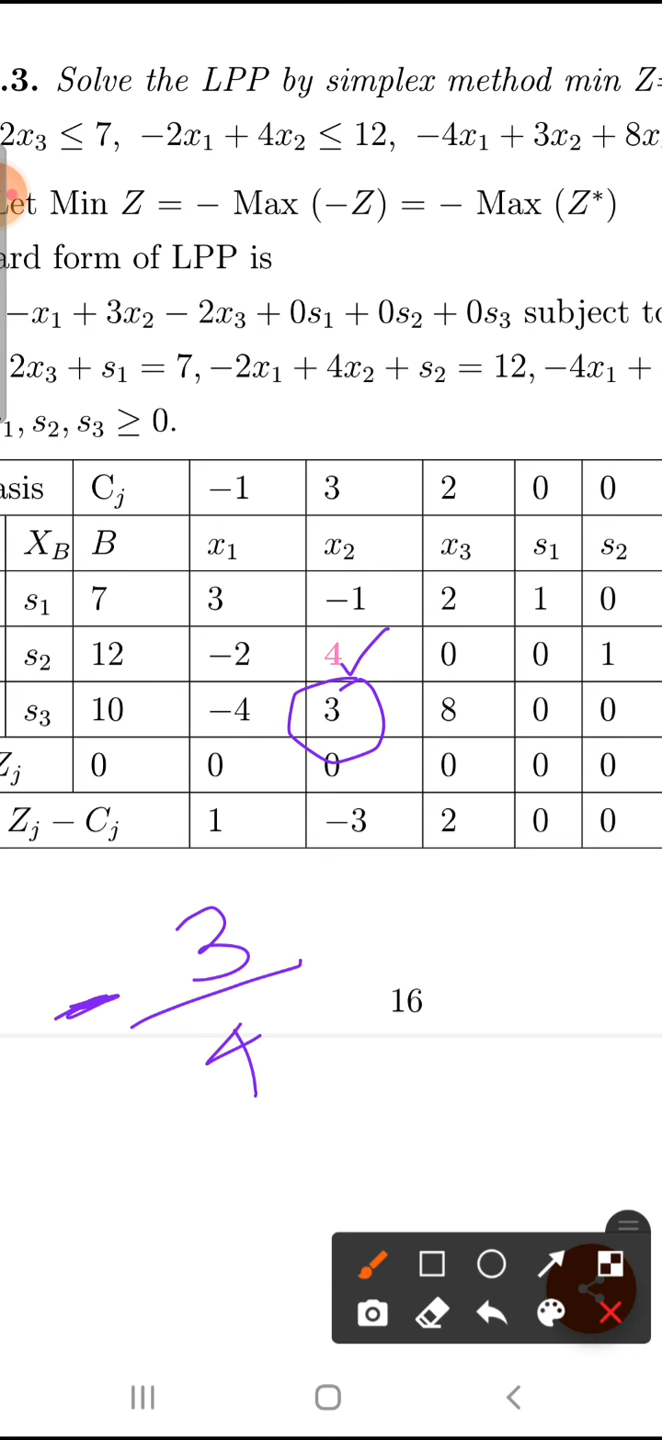 .3. Solve the LPP by simplex method min Z=
2x₃ ≤ 7, −2x₁ + 4x₂ ≤ 12, −4x₁ + 3x₂ + 8x
Let Min Z = − Max (−Z) = − Max (Z*)
ard form of LPP is
−x₁ + 3x₂ − 2x₃ + 0s₁ + 0s₂ + 0s₃ subject to
2x₃ + s₁ = 7, −2x₁ + 4x₂ + s₂ = 12, −4x₁ +
₁, s₂, s₃ ≥ 0.
asis Cⱼ −1 3 2 0 0
X_B B x₁ x₂ x₃ s₁ s₂
s₁ 7 3 −1 2 1 0
s₂ 12 −2 4 0 0 1
s₃ 10 −4 3 8 0 0
Zⱼ 0 0 0 0 0 0
Zⱼ − Cⱼ 1 −3 2 0 0
− 3/4
16